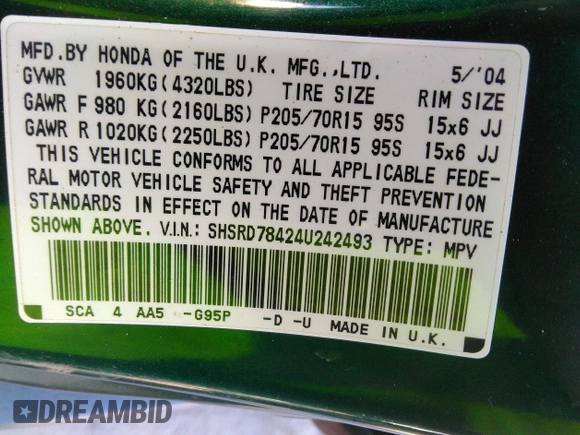 MFD.BY HONDA OF THE U.K. MFG.,LTD. 5/'04
GVWR 1960KG(4320LBS) TIRE SIZE RIM SIZE
GAWR F 980 KG(2160LBS) P205/70R15 95S 15x6 JJ
GAWR R 1020KG(2250LBS) P205/70R15 95S 15x6 JJ
THIS VEHICLE CONFORMS TO ALL APPLICABLE FEDE-
RAL MOTOR VEHICLE SAFETY AND THEFT PREVENTION
STANDARDS IN EFFECT ON THE DATE OF MANUFACTURE
SHOWN ABOVE. V.I.N.: SHSRD78424U242493 TYPE: MPV
SCA 4 AA5 -G95P -D -U MADE IN U.K.
DREAMBID